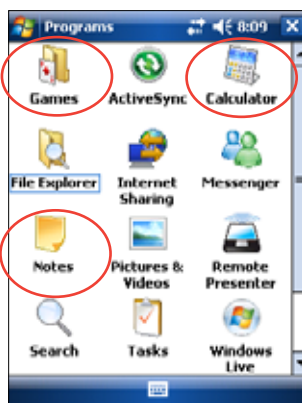 Programs 8:09
Games ActiveSync Calculator
File Explorer Internet Sharing Messenger
Notes Pictures & Videos Remote Presenter
Search Tasks Windows Live